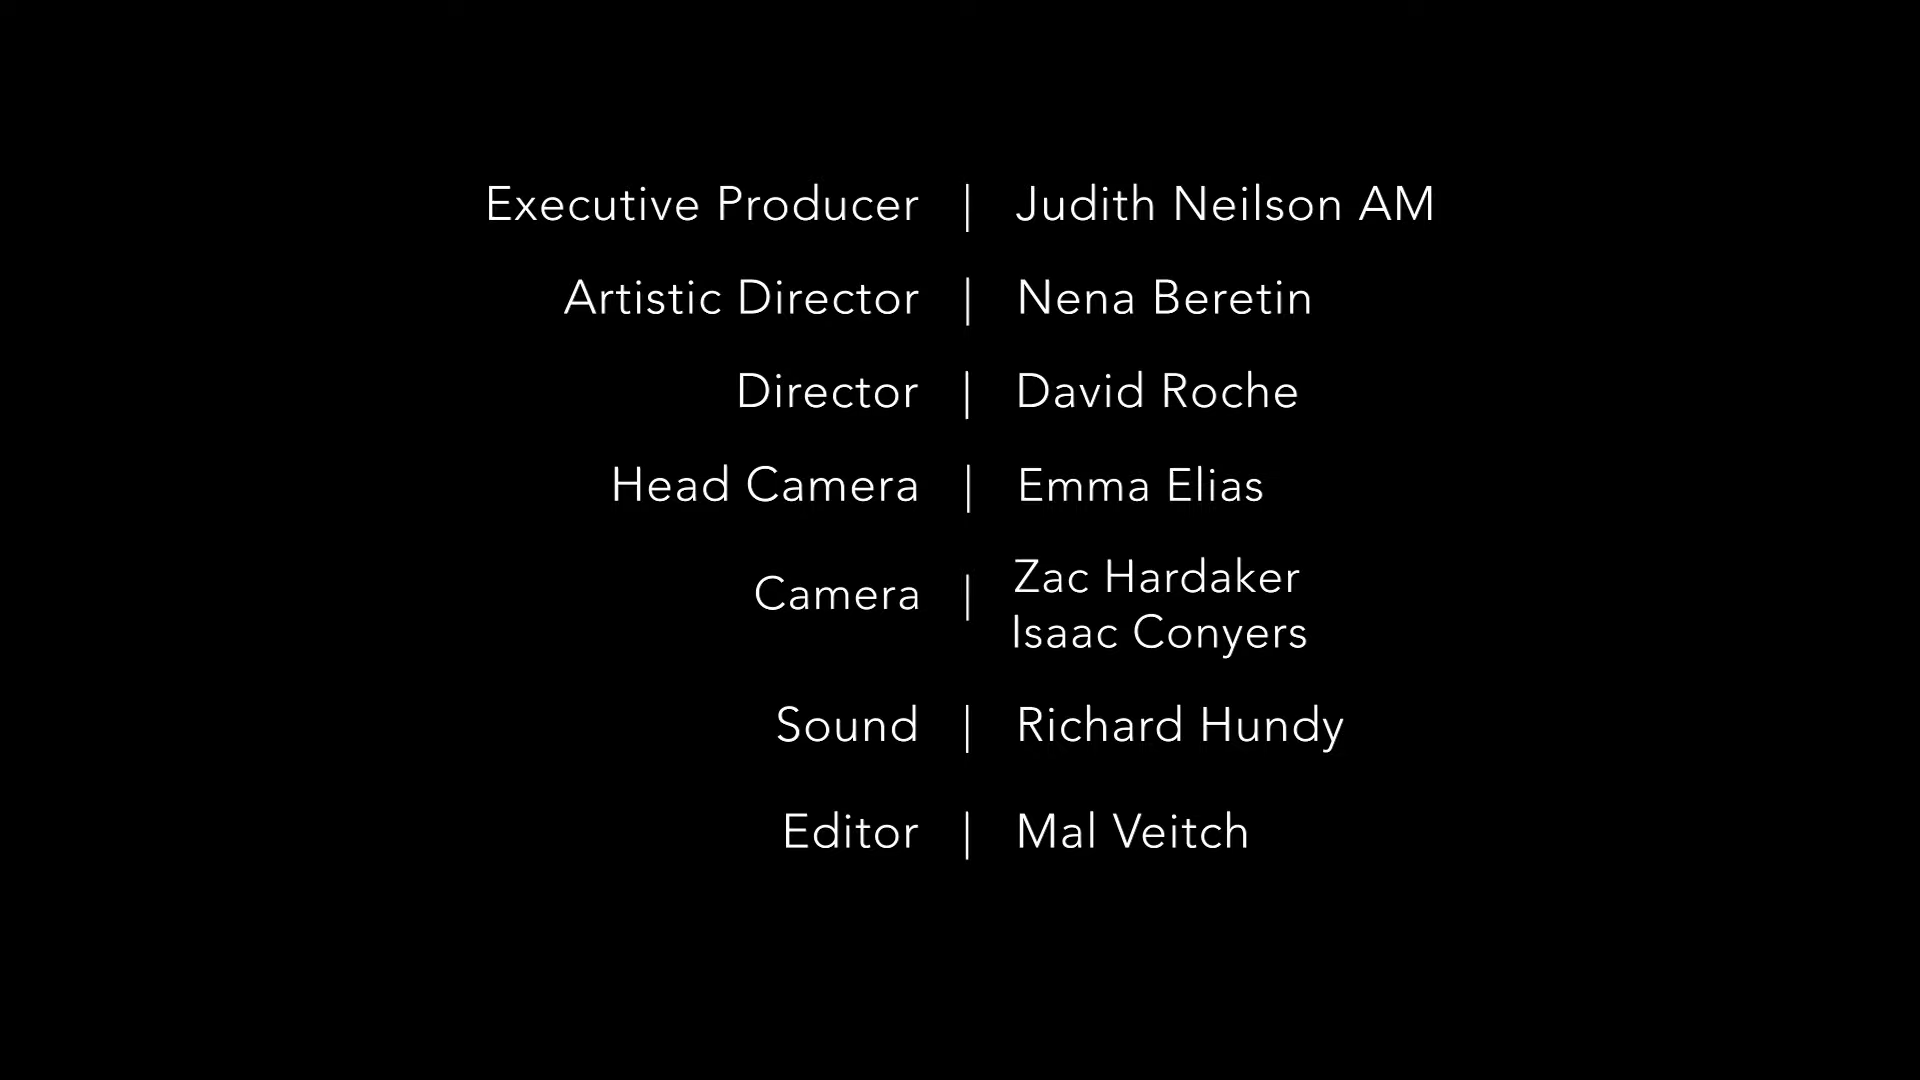 Executive Producer | Judith Neilson AM
Artistic Director | Nena Beretin
Director | David Roche
Head Camera | Emma Elias
Camera | Zac Hardaker
Isaac Conyers
Sound | Richard Hundy
Editor | Mal Veitch